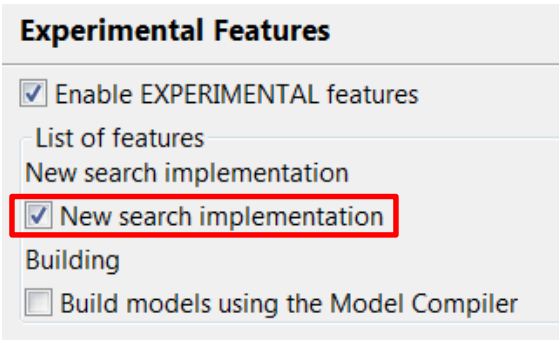 Experimental Features
Enable EXPERIMENTAL features
List of features
New search implementation
New search implementation
Building
Build models using the Model Compiler